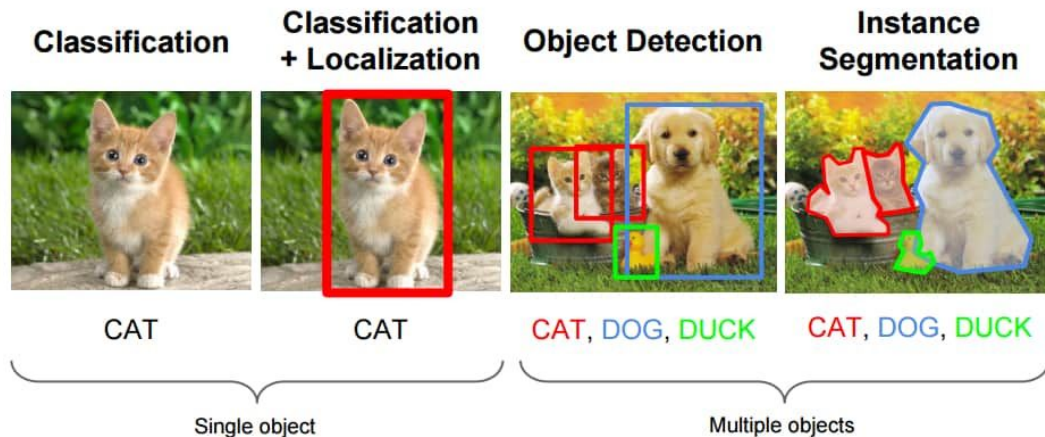 Classification
Classification
+ Localization
Object Detection
Instance
Segmentation
CAT
CAT
CAT, DOG, DUCK
CAT, DOG, DUCK
Single object
Multiple objects